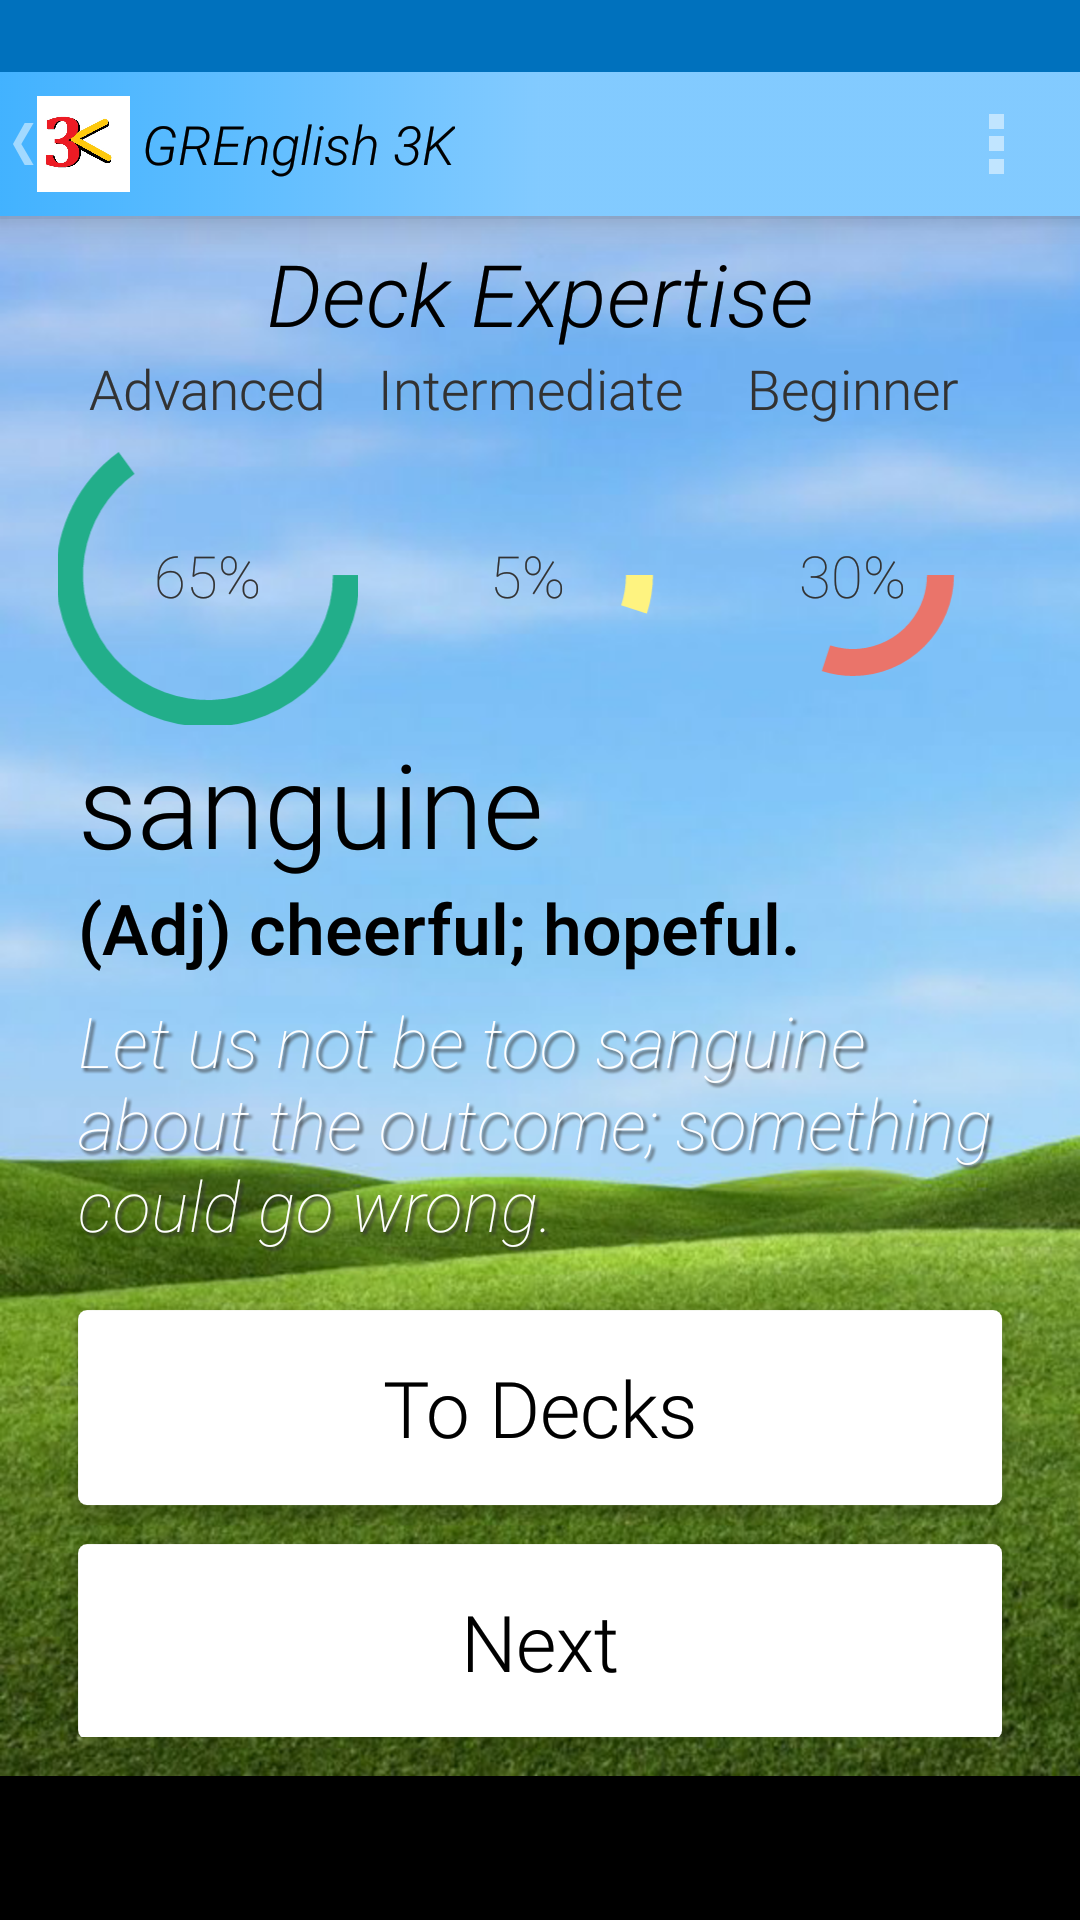 3K
GREnglish 3K
Deck Expertise
Advanced Intermediate Beginner
65% 5% 30%
sanguine
(Adj) cheerful; hopeful.
Let us not be too sanguine
about the outcome; something
could go wrong.
To Decks
Next